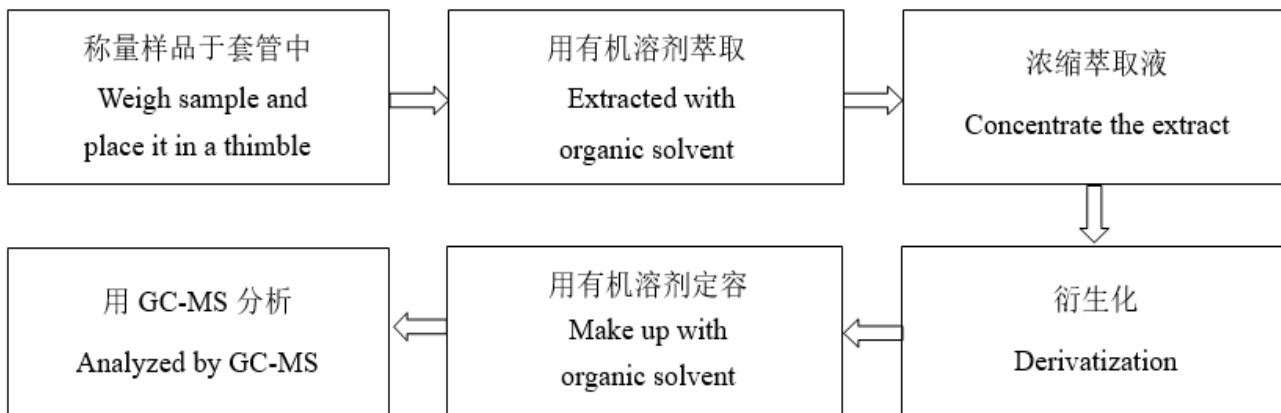 称量样品于套管中
Weigh sample and
place it in a thimble
用有机溶剂萃取
Extracted with
organic solvent
浓缩萃取液
Concentrate the extract
衍生化
Derivatization
用有机溶剂定容
Make up with
organic solvent
用 GC-MS 分析
Analyzed by GC-MS